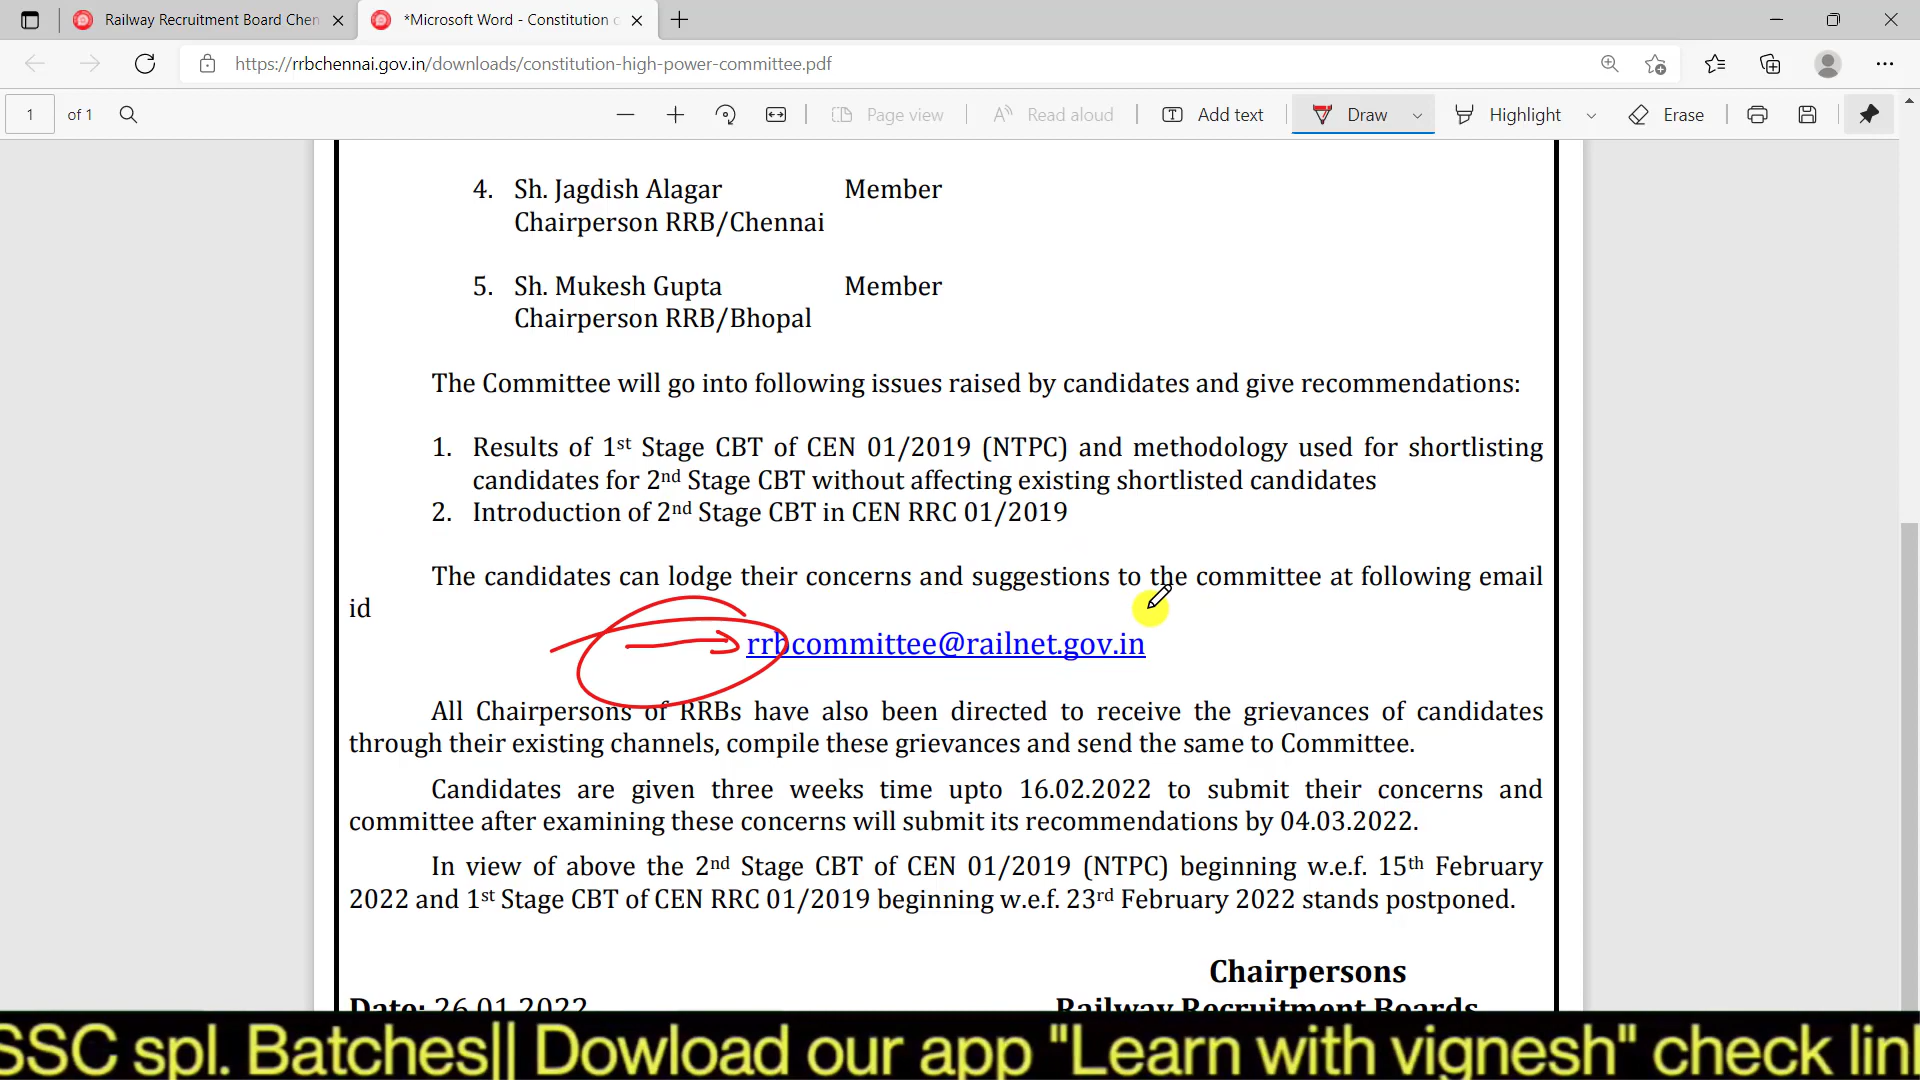 Railway Recruitment Board Chen
*Microsoft Word - Constitution
https://rrbchennai.gov.in/downloads/constitution-high-power-committee.pdf
1 of 1
Page view
Read aloud
Add text
Draw
Highlight
Erase
4. Sh. Jagdish Alagar Member
Chairperson RRB/Chennai
5. Sh. Mukesh Gupta Member
Chairperson RRB/Bhopal
The Committee will go into following issues raised by candidates and give recommendations:
1. Results of 1st Stage CBT of CEN 01/2019 (NTPC) and methodology used for shortlisting
candidates for 2nd Stage CBT without affecting existing shortlisted candidates
2. Introduction of 2nd Stage CBT in CEN RRC 01/2019
The candidates can lodge their concerns and suggestions to the committee at following email
id
rrbcommittee@railnet.gov.in
All Chairpersons of RRBs have also been directed to receive the grievances of candidates
through their existing channels, compile these grievances and send the same to Committee.
Candidates are given three weeks time upto 16.02.2022 to submit their concerns and
committee after examining these concerns will submit its recommendations by 04.03.2022.
In view of above the 2nd Stage CBT of CEN 01/2019 (NTPC) beginning w.e.f. 15th February
2022 and 1st Stage CBT of CEN RRC 01/2019 beginning w.e.f. 23rd February 2022 stands postponed.
Chairpersons
Date: 26.01.2022 Railway Recruitment Boards
SSC spl. Batches|| Dowload our app "Learn with vignesh" check lin